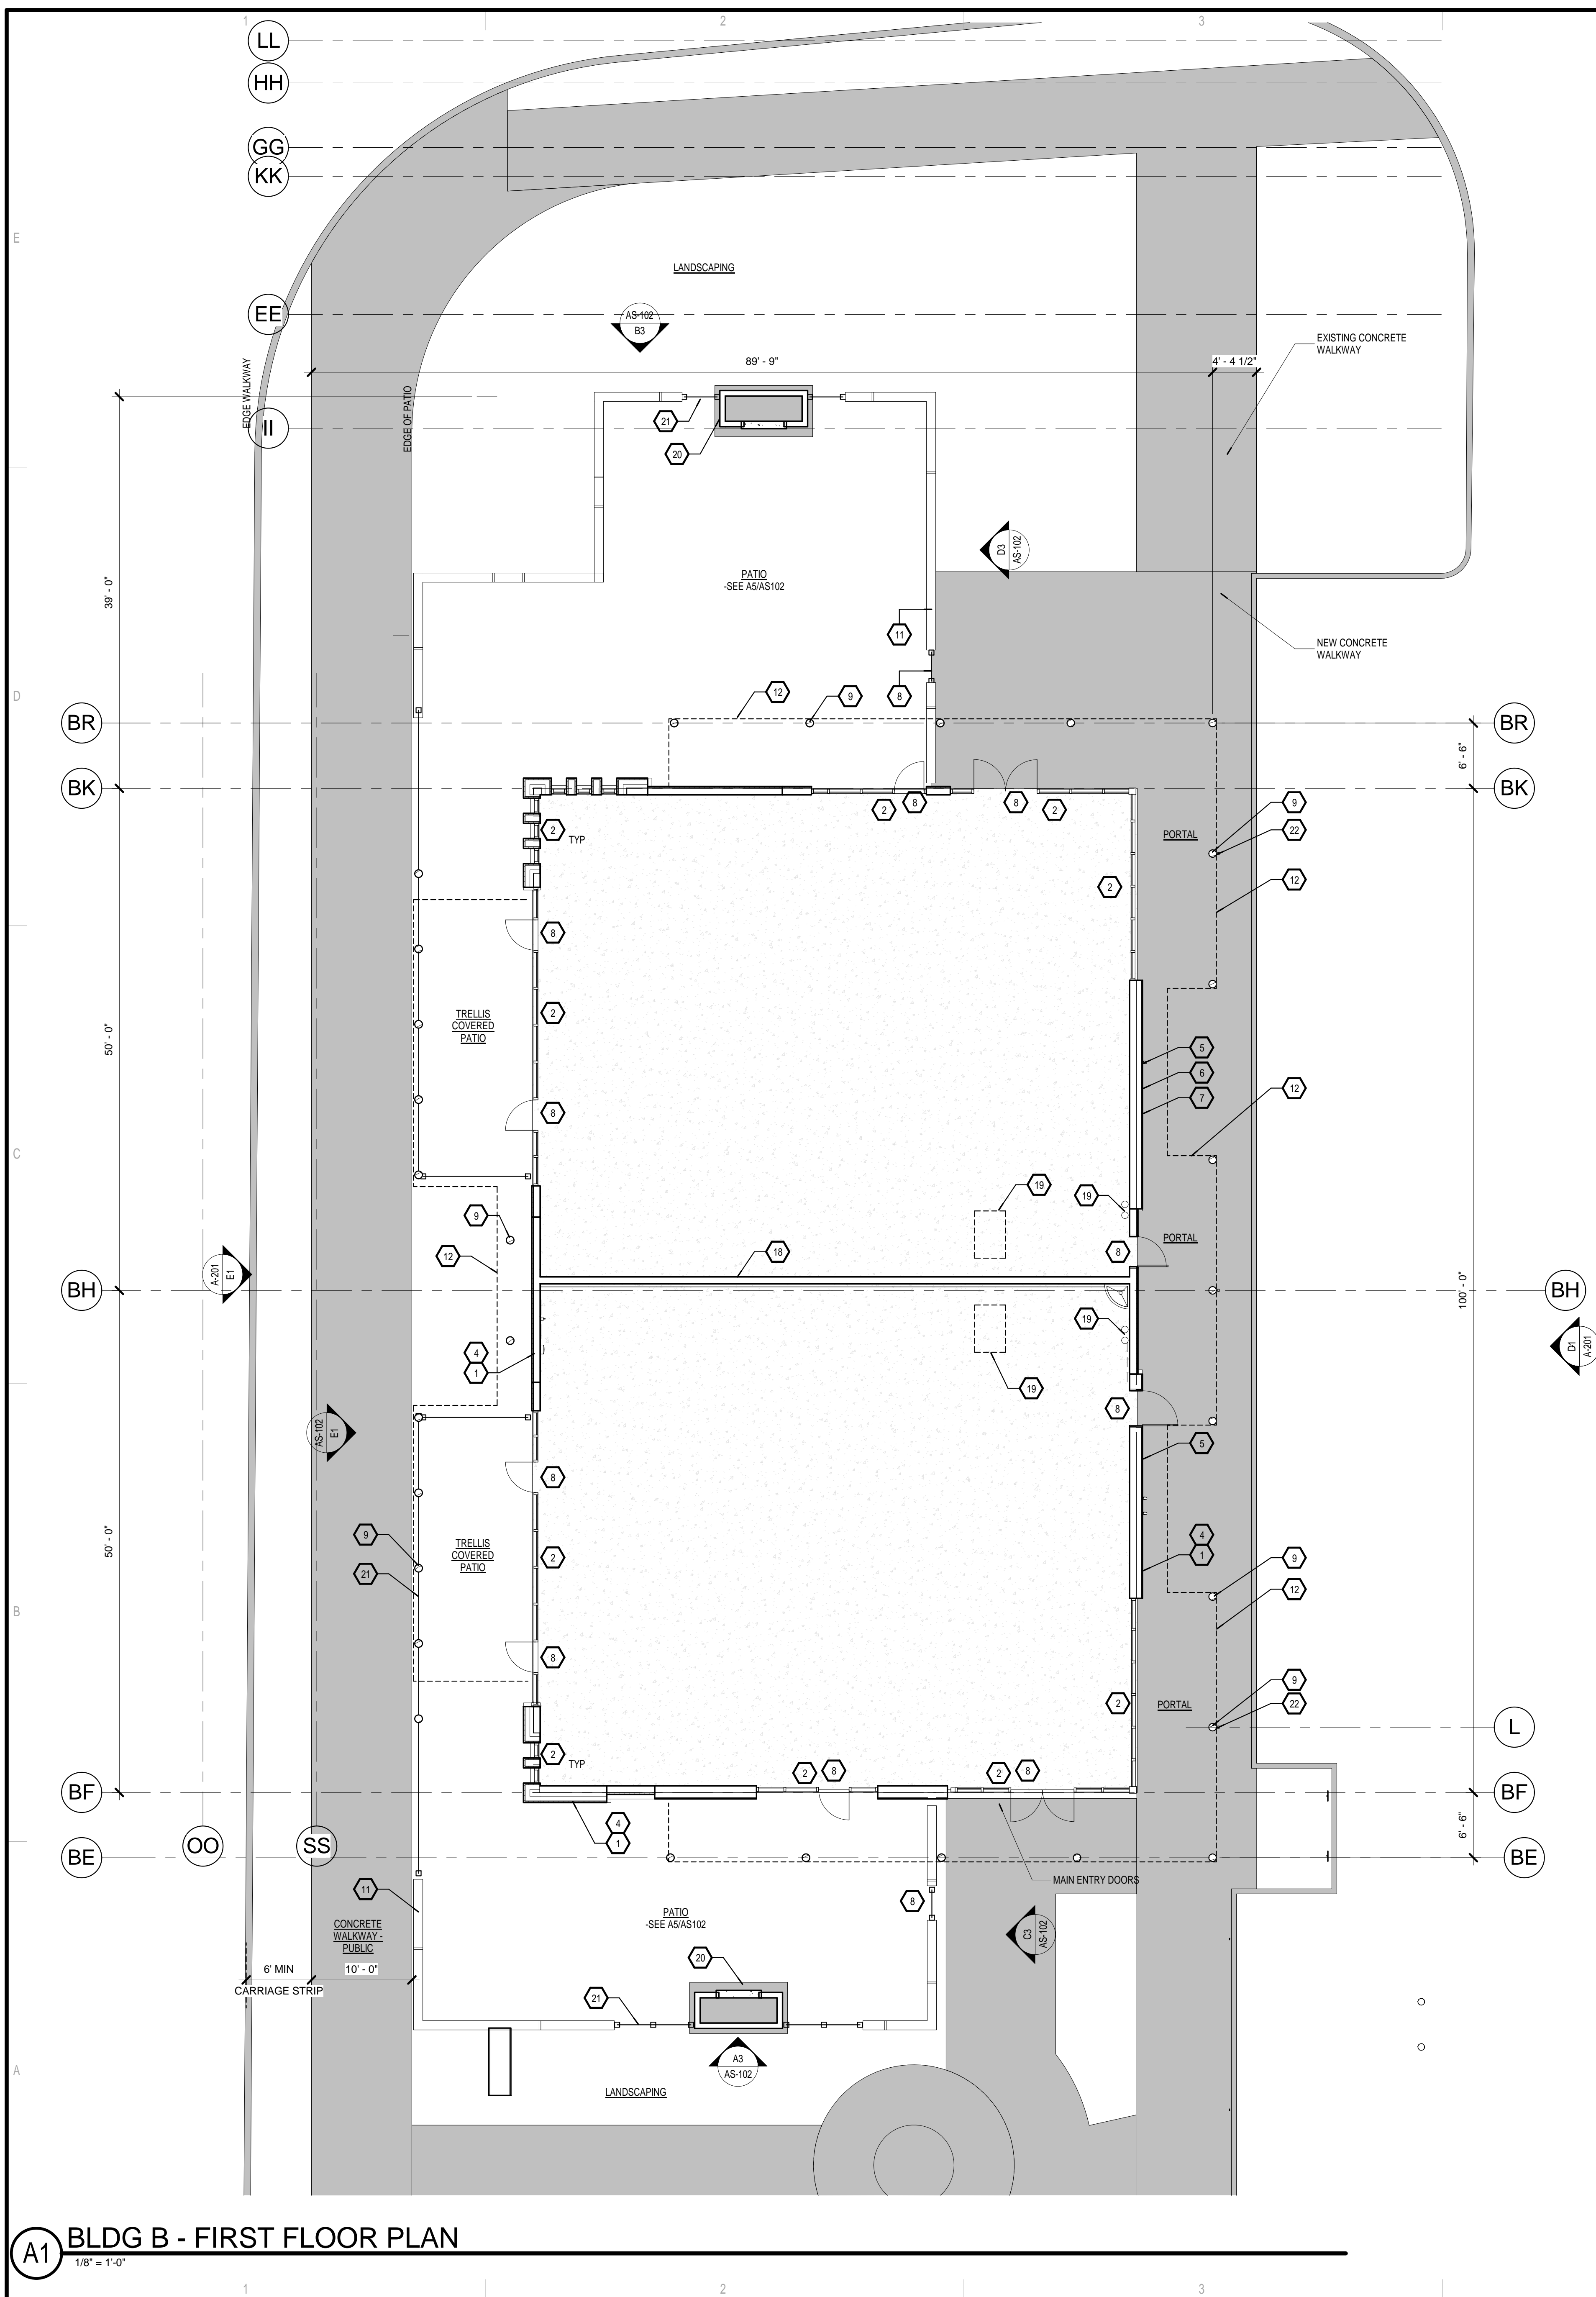 1
2
3
LL
HH
GG
KK
E
LANDSCAPING
EE
AS-102
B3
EXISTING CONCRETE
WALKWAY
89' - 9"
4' - 4 1/2"
EDGE WALKWAY
EDGE OF PATIO
II
21
20
D3
AS-102
PATIO
-SEE A5/AS102
39' - 0"
11
NEW CONCRETE
WALKWAY
D
12
9
8
BR
BR
6' - 6"
BK
BK
2
8
8
2
9
2
TYP
PORTAL
22
12
2
8
TRELLIS
COVERED
PATIO
2
50' - 0"
5
6
7
12
8
C
19
19
9
12
18
8
PORTAL
A-201
E1
BH
BH
100' - 0"
19
D1
A-201
4
1
19
8
AS-102
E1
5
8
9
4
1
TRELLIS
COVERED
PATIO
2
50' - 0"
9
21
12
B
8
9
2
PORTAL
22
L
2
TYP
2
8
2
8
BF
BF
4
1
6' - 6"
OO
SS
BE
BE
MAIN ENTRY DOORS
11
8
PATIO
-SEE A5/AS102
CONCRETE
WALKWAY -
PUBLIC
C3
AS-102
20
6' MIN
10' - 0"
CARRIAGE STRIP
21
A3
AS-102
A
LANDSCAPING
A1
BLDG B - FIRST FLOOR PLAN
1/8" = 1'-0"
1
2
3